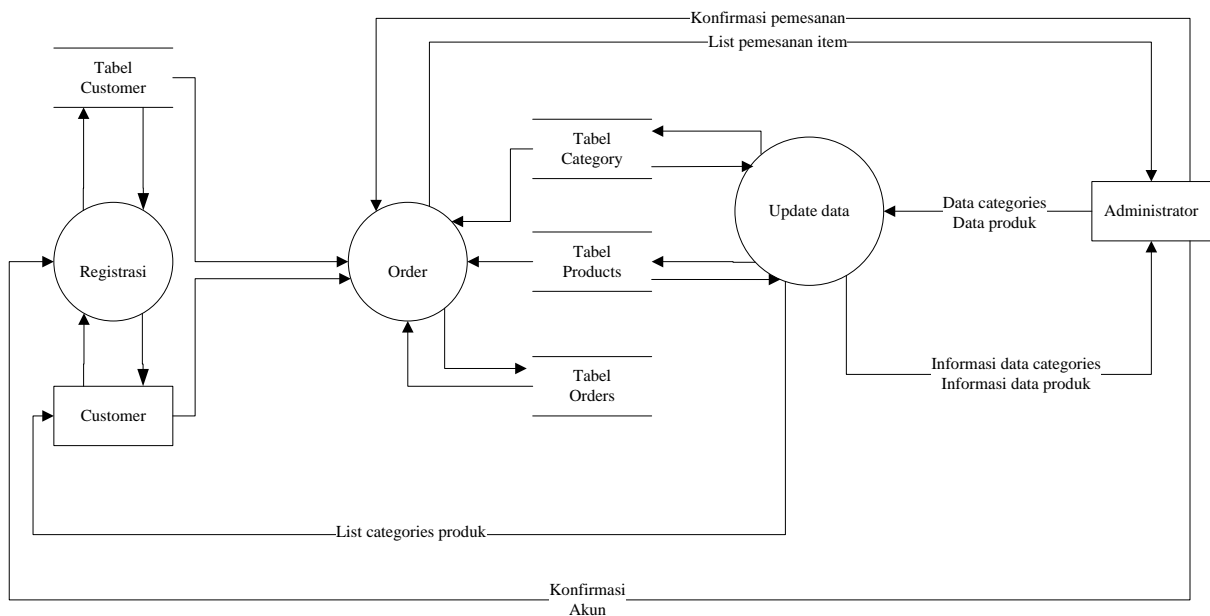 Konfirmasi pemesanan
List pemesanan item
Tabel
Customer
Tabel
Category
Update data
Data categories
Data produk
Administrator
Registrasi
Order
Tabel
Products
Informasi data categories
Informasi data produk
Tabel
Orders
Customer
List categories produk
Konfirmasi
Akun